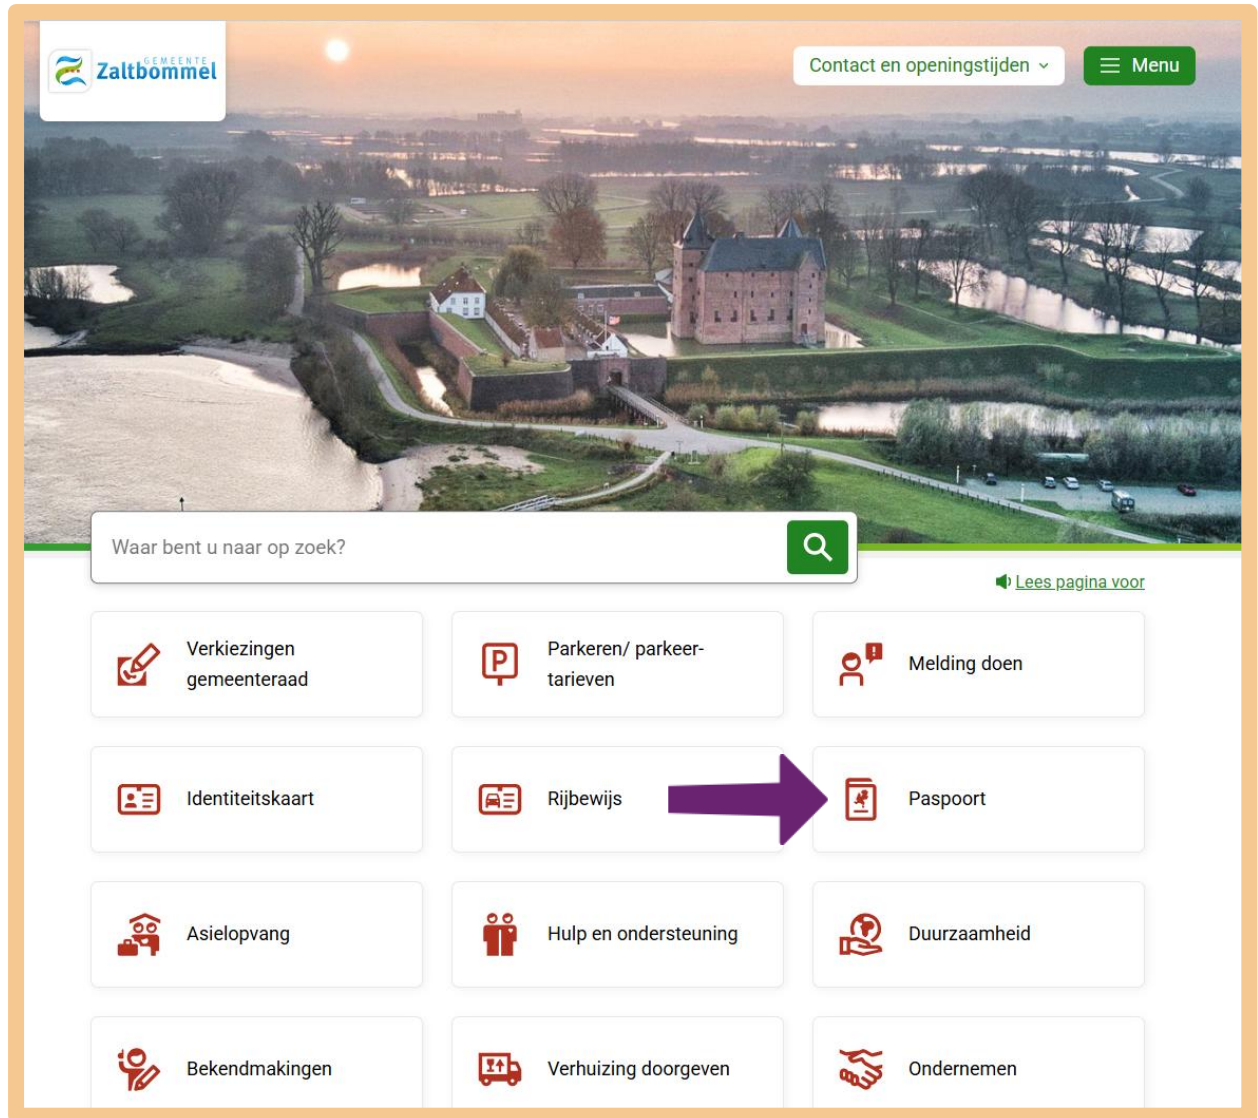 GEMEENTE
Zaltbommel
Contact en openingstijden
Menu
Waar bent u naar op zoek?
Lees pagina voor
Verkiezingen
gemeenteraad
Parkeren/ parkeer-
tarieven
Melding doen
Identiteitskaart
Rijbewijs
Paspoort
Asielopvang
Hulp en ondersteuning
Duurzaamheid
Bekendmakingen
Verhuizing doorgeven
Ondernemen